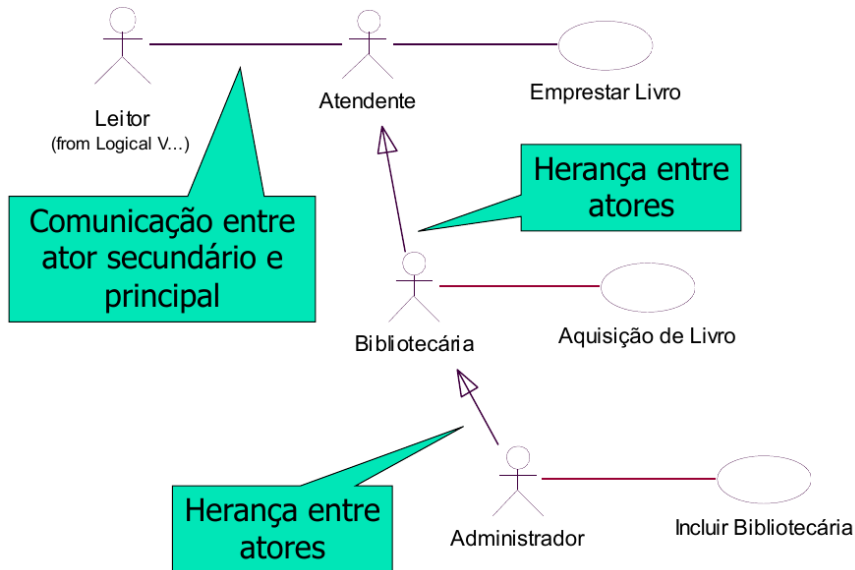 Leitor
(from Logical V...)
Atendente
Emprestar Livro
Comunicação entre
ator secundário e
principal
Herança entre
atores
Bibliotecária
Aquisição de Livro
Herança entre
atores
Administrador
Incluir Bibliotecária